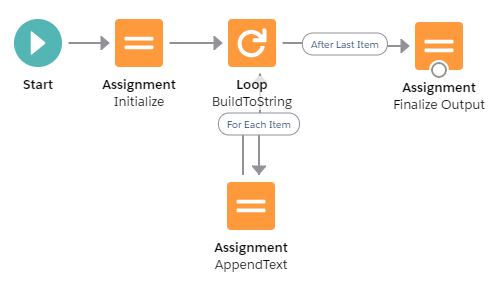 Start
Assignment
Initialize
Loop
BuildToString
After Last Item
Assignment
Finalize Output
For Each Item
Assignment
AppendText